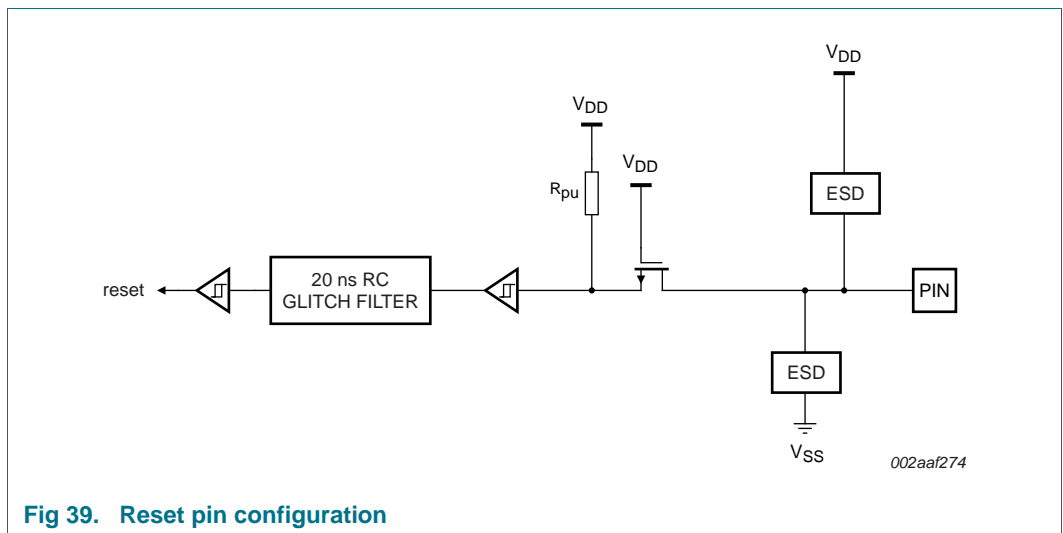 VDD
VDD
VDD
Rpu
ESD
reset
20 ns RC
GLITCH FILTER
PIN
ESD
VSS
002aaf274
Fig 39. Reset pin configuration